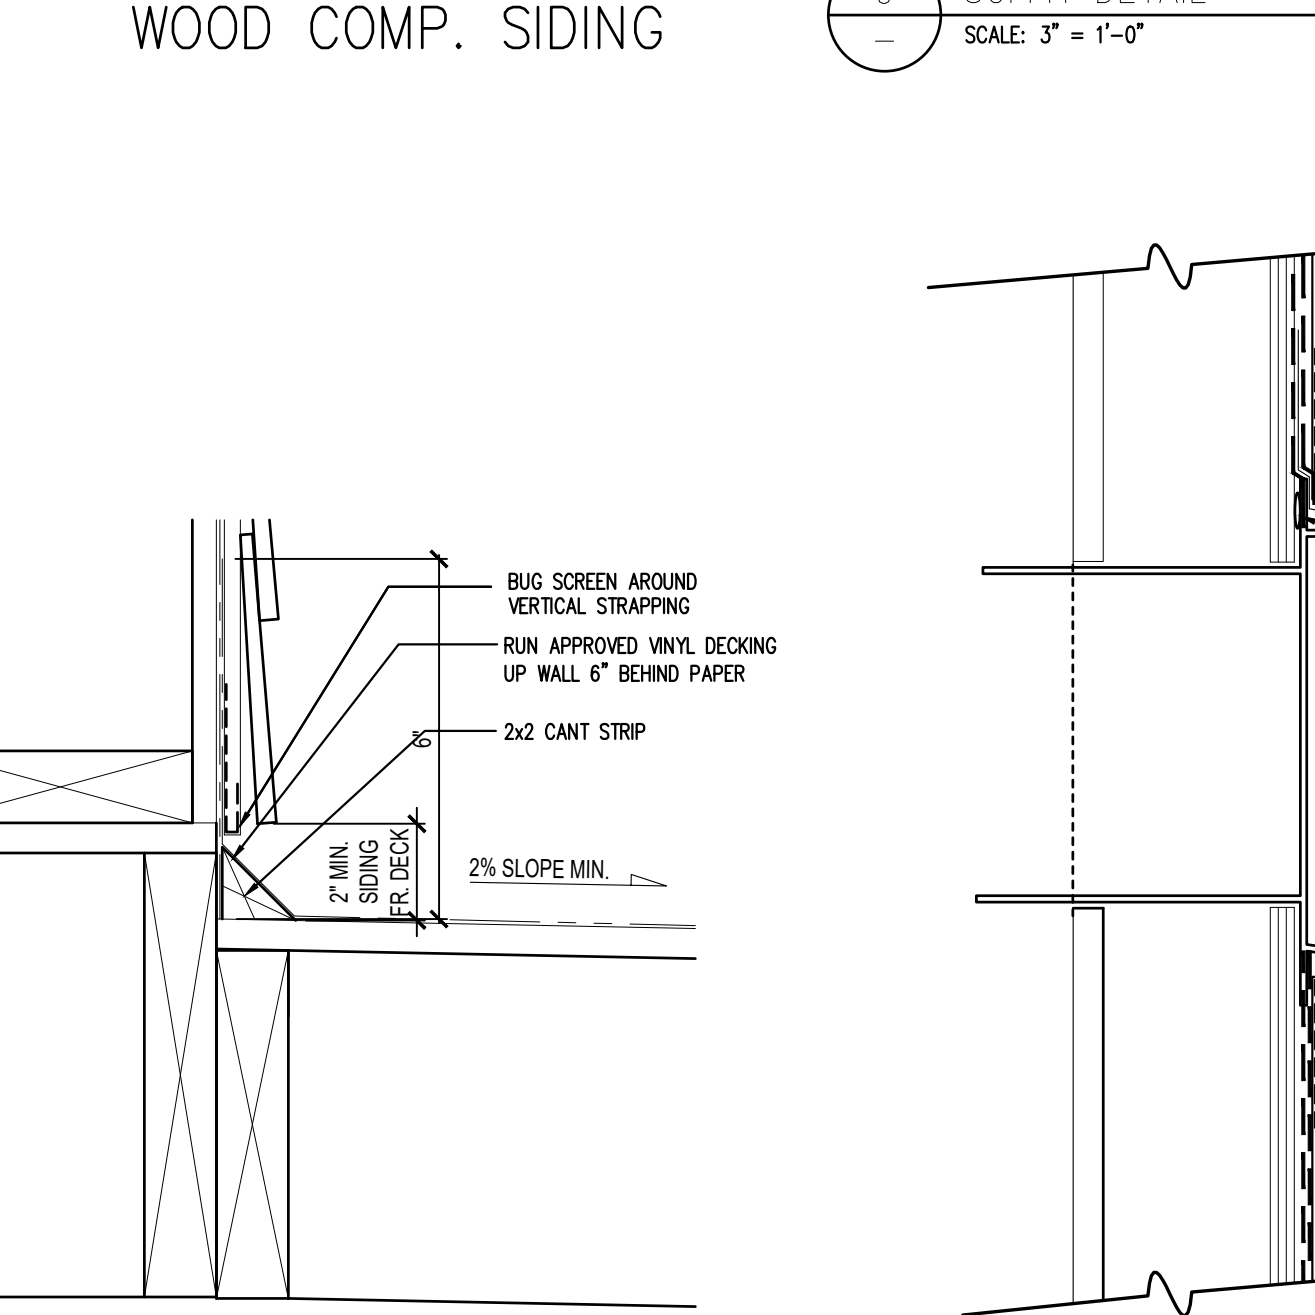 WOOD COMP. SIDING
SCALE: 3" = 1'-0"
BUG SCREEN AROUND
VERTICAL STRAPPING
RUN APPROVED VINYL DECKING
UP WALL 6" BEHIND PAPER
2x2 CANT STRIP
6"
2" MIN.
SIDING
FR. DECK
2% SLOPE MIN.